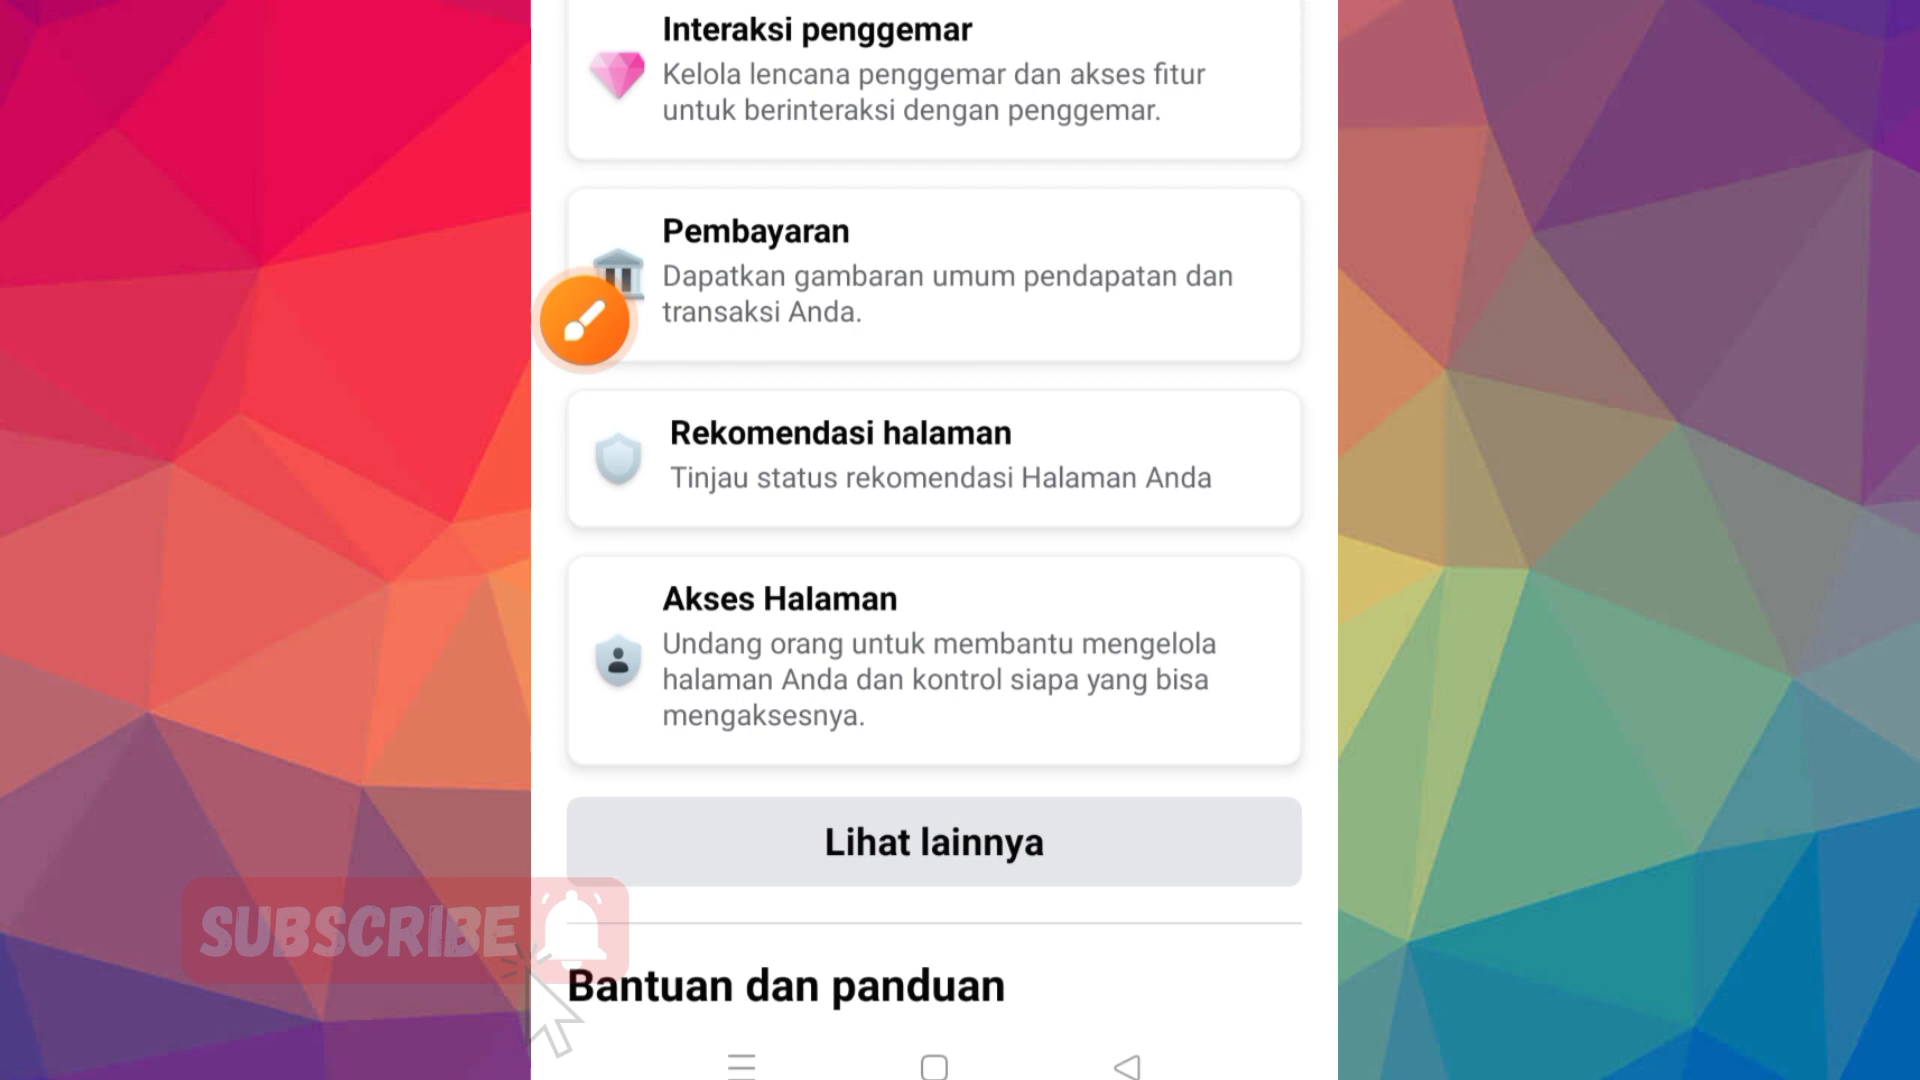 Interaksi penggemar
Kelola lencana penggemar dan akses fitur
untuk berinteraksi dengan penggemar.
Pembayaran
Dapatkan gambaran umum pendapatan dan
transaksi Anda.
Rekomendasi halaman
Tinjau status rekomendasi Halaman Anda
Akses Halaman
Undang orang untuk membantu mengelola
halaman Anda dan kontrol siapa yang bisa
mengaksesnya.
Lihat lainnya
SUBSCRIBE
Bantuan dan panduan